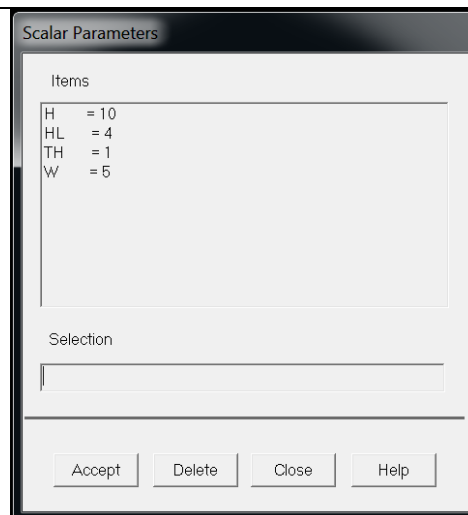 Scalar Parameters
Items
H = 10
HL = 4
TH = 1
W = 5
Selection
Accept Delete Close Help